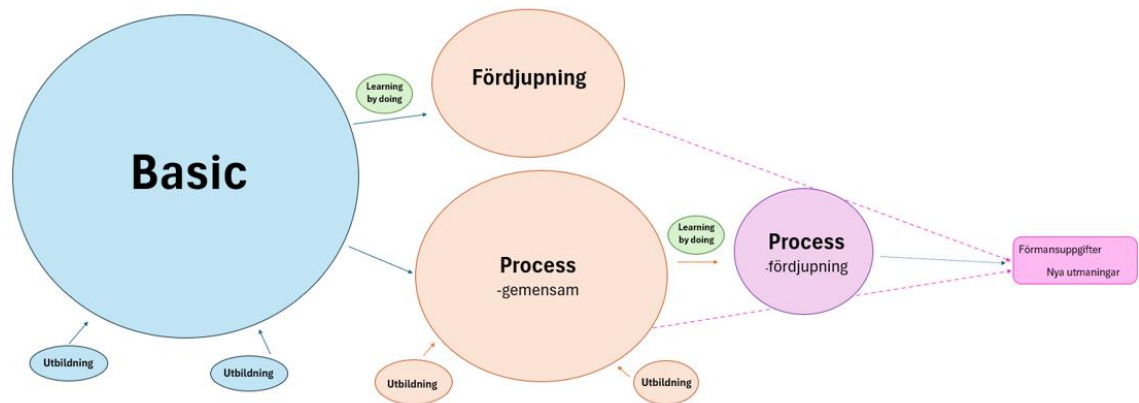 Basic
Learning
by doing
Fördjupning
Process
-gemensam
Learning
by doing
Process
-fördjupning
Förmansuppgifter
Nya utmaningar
Utbildning
Utbildning
Utbildning
Utbildning